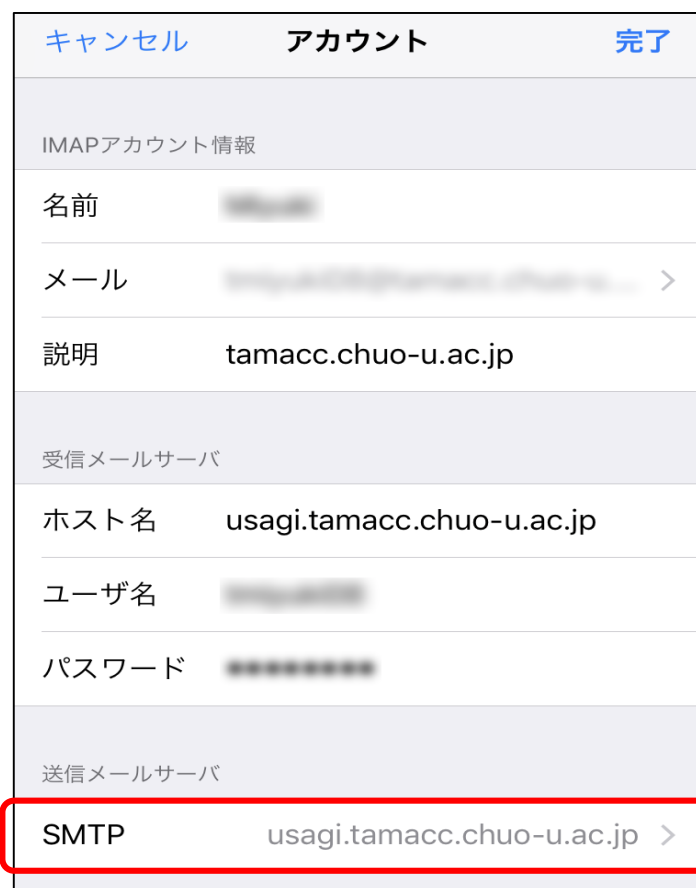 キャンセル アカウント 完了
IMAPアカウント情報
名前
メール
説明 tamacc.chuo-u.ac.jp
受信メールサーバ
ホスト名 usagi.tamacc.chuo-u.ac.jp
ユーザ名
パスワード
送信メールサーバ
SMTP usagi.tamacc.chuo-u.ac.jp